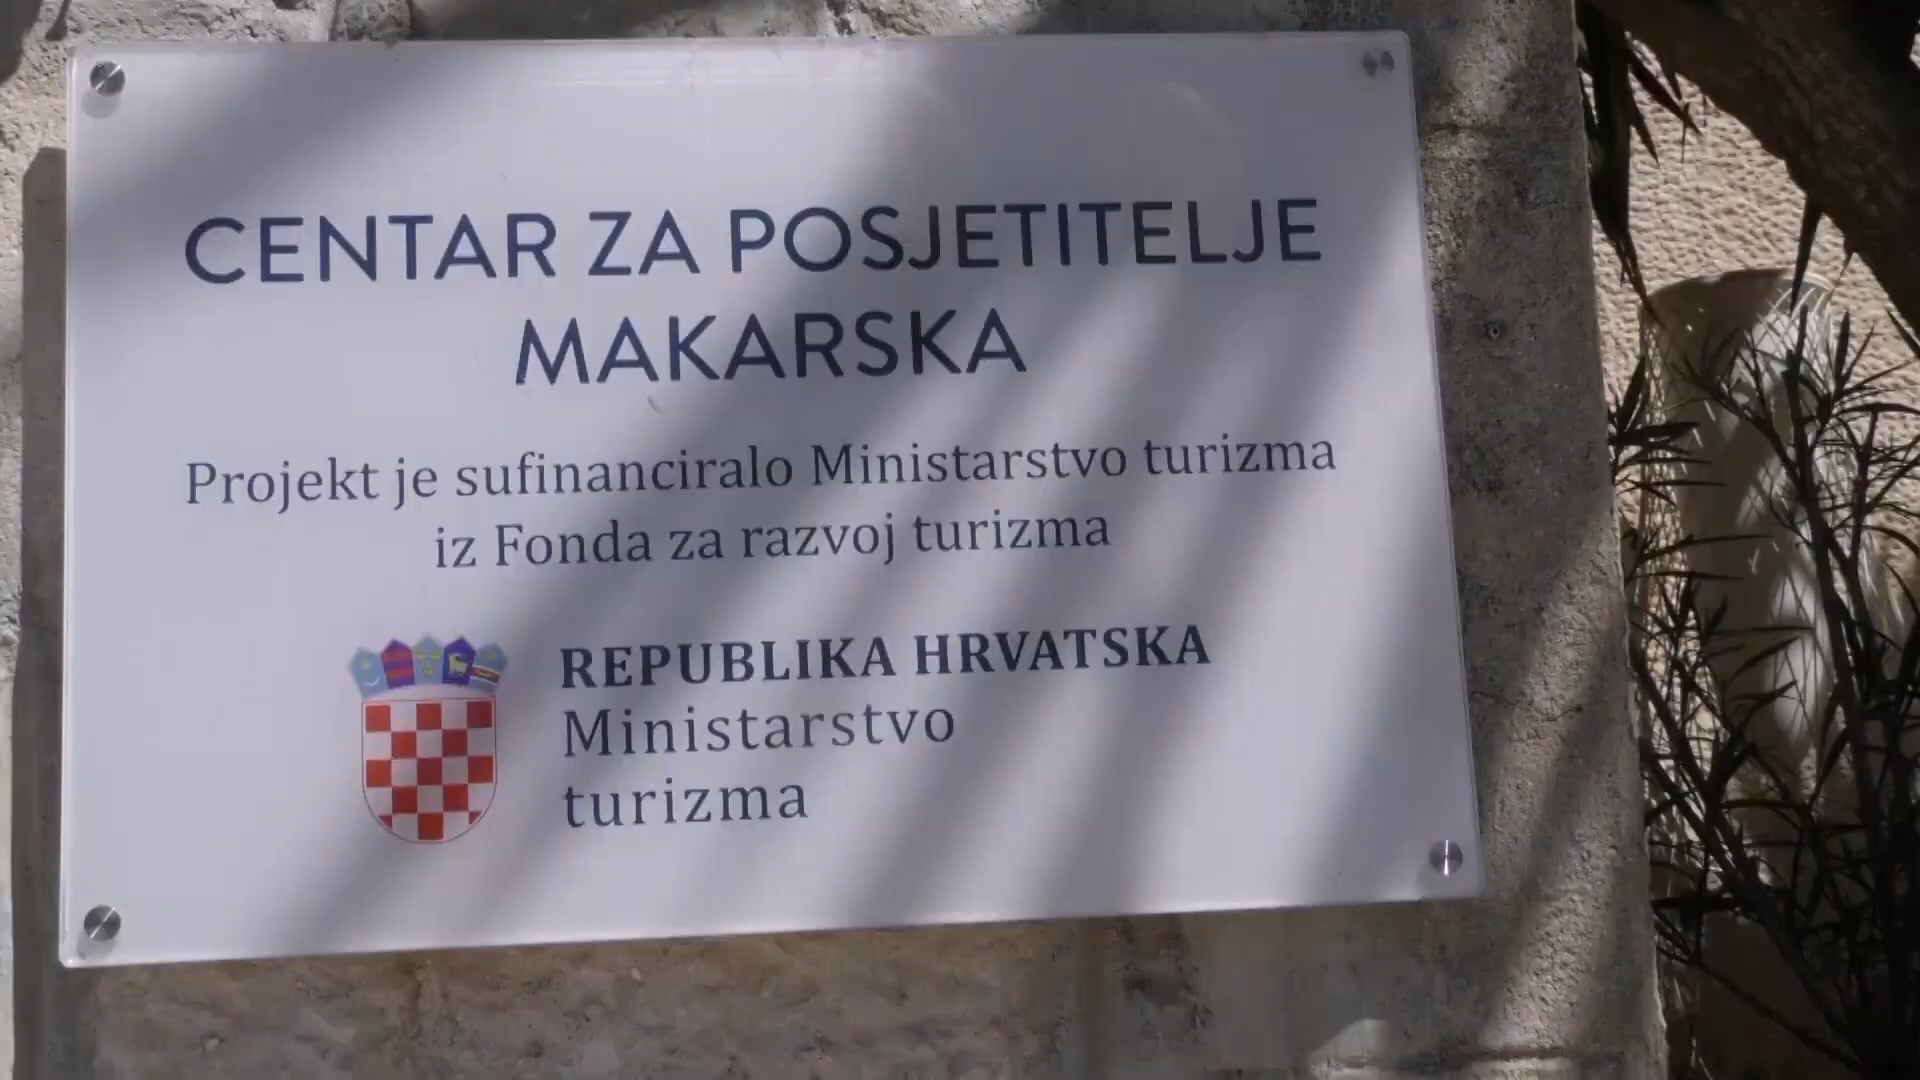 CENTAR ZA POSJETITELJE
MAKARSKA
Projekt je sufinanciralo Ministarstvo turizma
iz Fonda za razvoj turizma
REPUBLIKA HRVATSKA
Ministarstvo
turizma